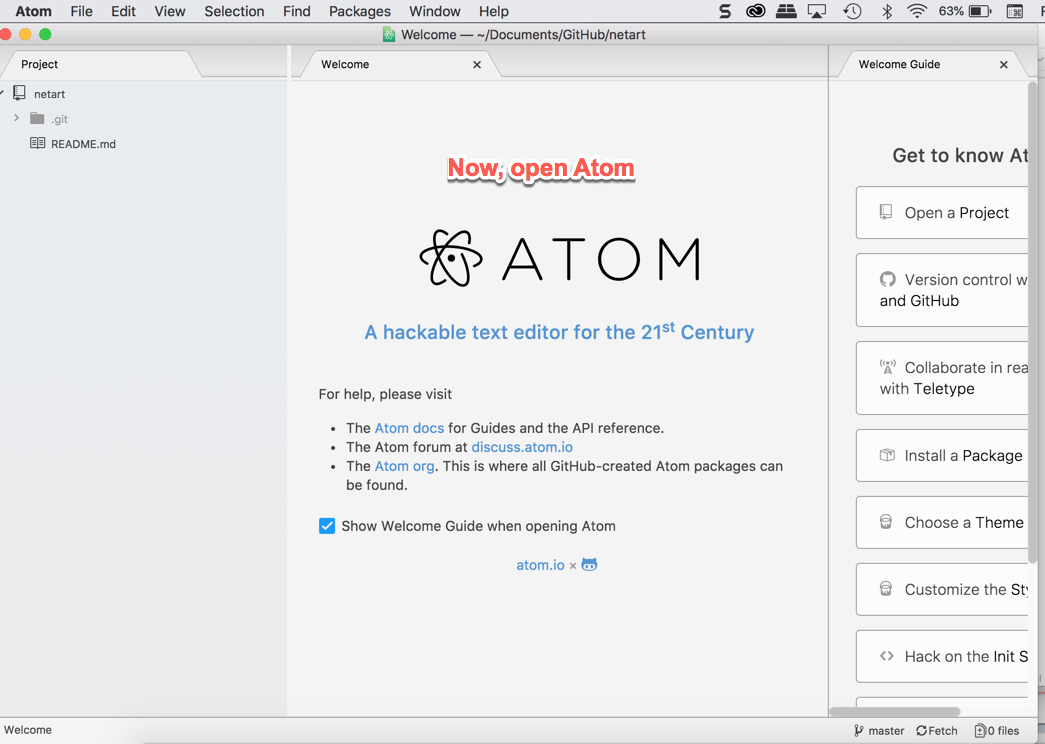 Atom File Edit View Selection Find Packages Window Help 63%
Welcome — ~/Documents/GitHub/netart
Project
Welcome
Welcome Guide
netart
.git
README.md
Now, open Atom
ATOM
A hackable text editor for the 21st Century
For help, please visit
• The Atom docs for Guides and the API reference.
• The Atom forum at discuss.atom.io
• The Atom org. This is where all GitHub-created Atom packages can
be found.
Show Welcome Guide when opening Atom
atom.io ×
Get to know At
Open a Project
Version control w
and GitHub
Collaborate in rea
with Teletype
Install a Package
Choose a Theme
Customize the Sty
Hack on the Init S
Welcome
master Fetch 0 files